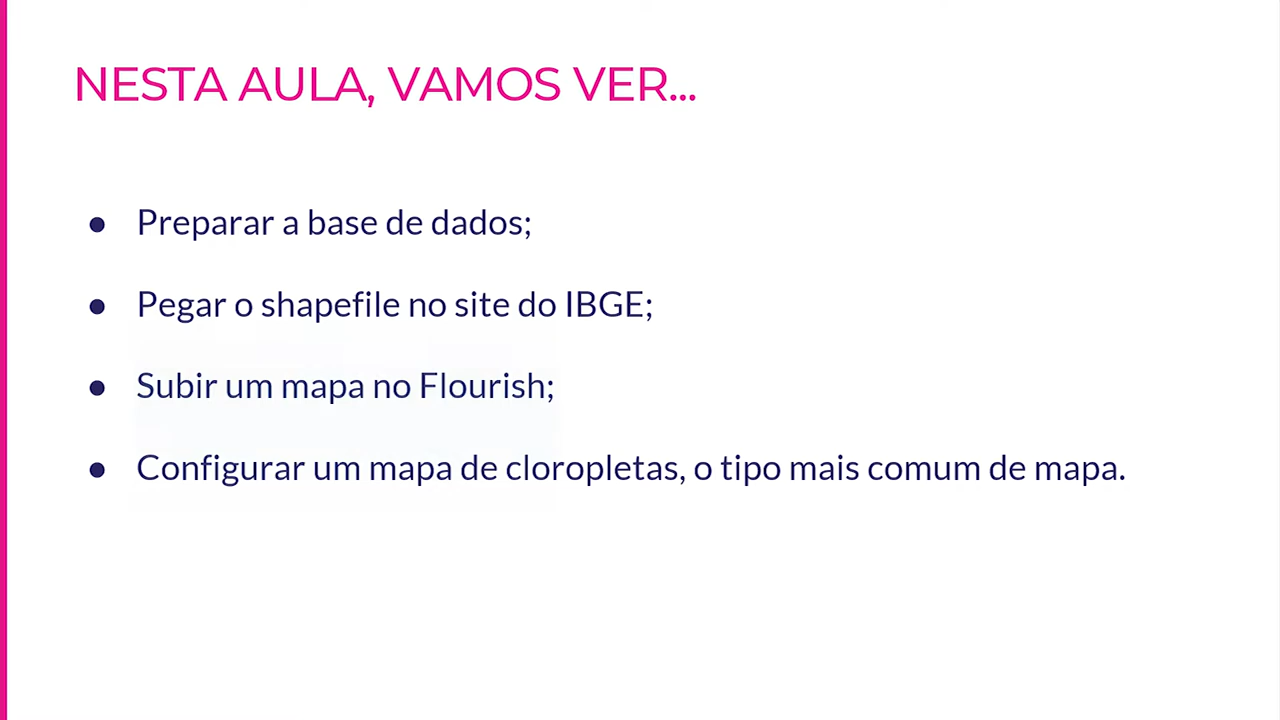 NESTA AULA, VAMOS VER...
● Preparar a base de dados;
● Pegar o shapefile no site do IBGE;
● Subir um mapa no Flourish;
● Configurar um mapa de cloropletas, o tipo mais comum de mapa.